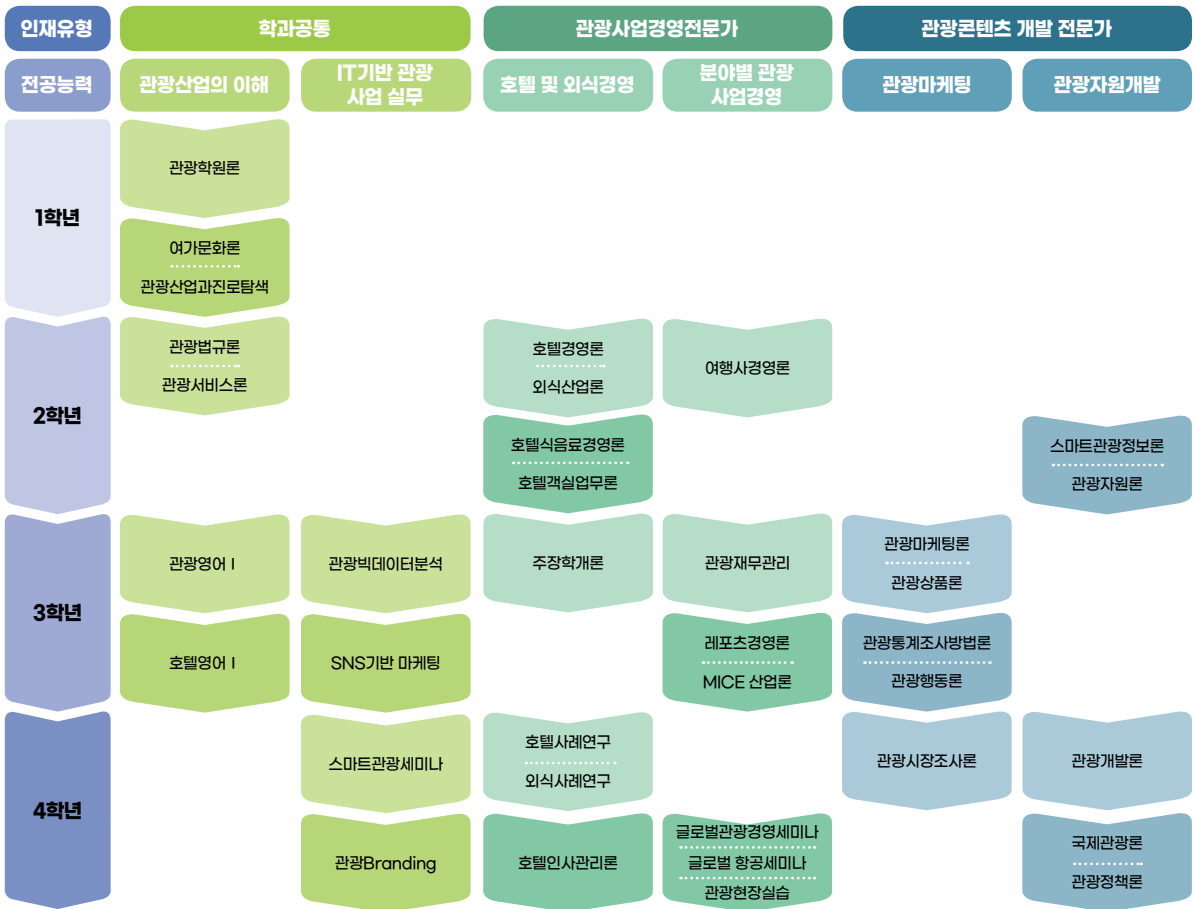 인재유형
학과공통
관광사업경영전문가
관광콘텐츠 개발 전문가
전공능력
관광산업의 이해
IT기반 관광
사업 실무
호텔 및 외식경영
분야별 관광
사업경영
관광마케팅
관광자원개발
1학년
관광학원론
여가문화론
관광산업과진로탐색
2학년
관광법규론
관광서비스론
호텔경영론
외식산업론
여행사경영론
호텔식음료경영론
호텔객실업무론
스마트관광정보론
관광자원론
3학년
관광영어 I
관광빅데이터분석
주장학개론
관광재무관리
관광마케팅론
관광상품론
호텔영어 I
SNS기반 마케팅
레포츠경영론
MICE 산업론
관광통계조사방법론
관광행동론
4학년
스마트관광세미나
호텔사례연구
외식사례연구
관광시장조사론
관광개발론
관광Branding
호텔인사관리론
글로벌관광경영세미나
글로벌 항공세미나
관광현장실습
국제관광론
관광정책론